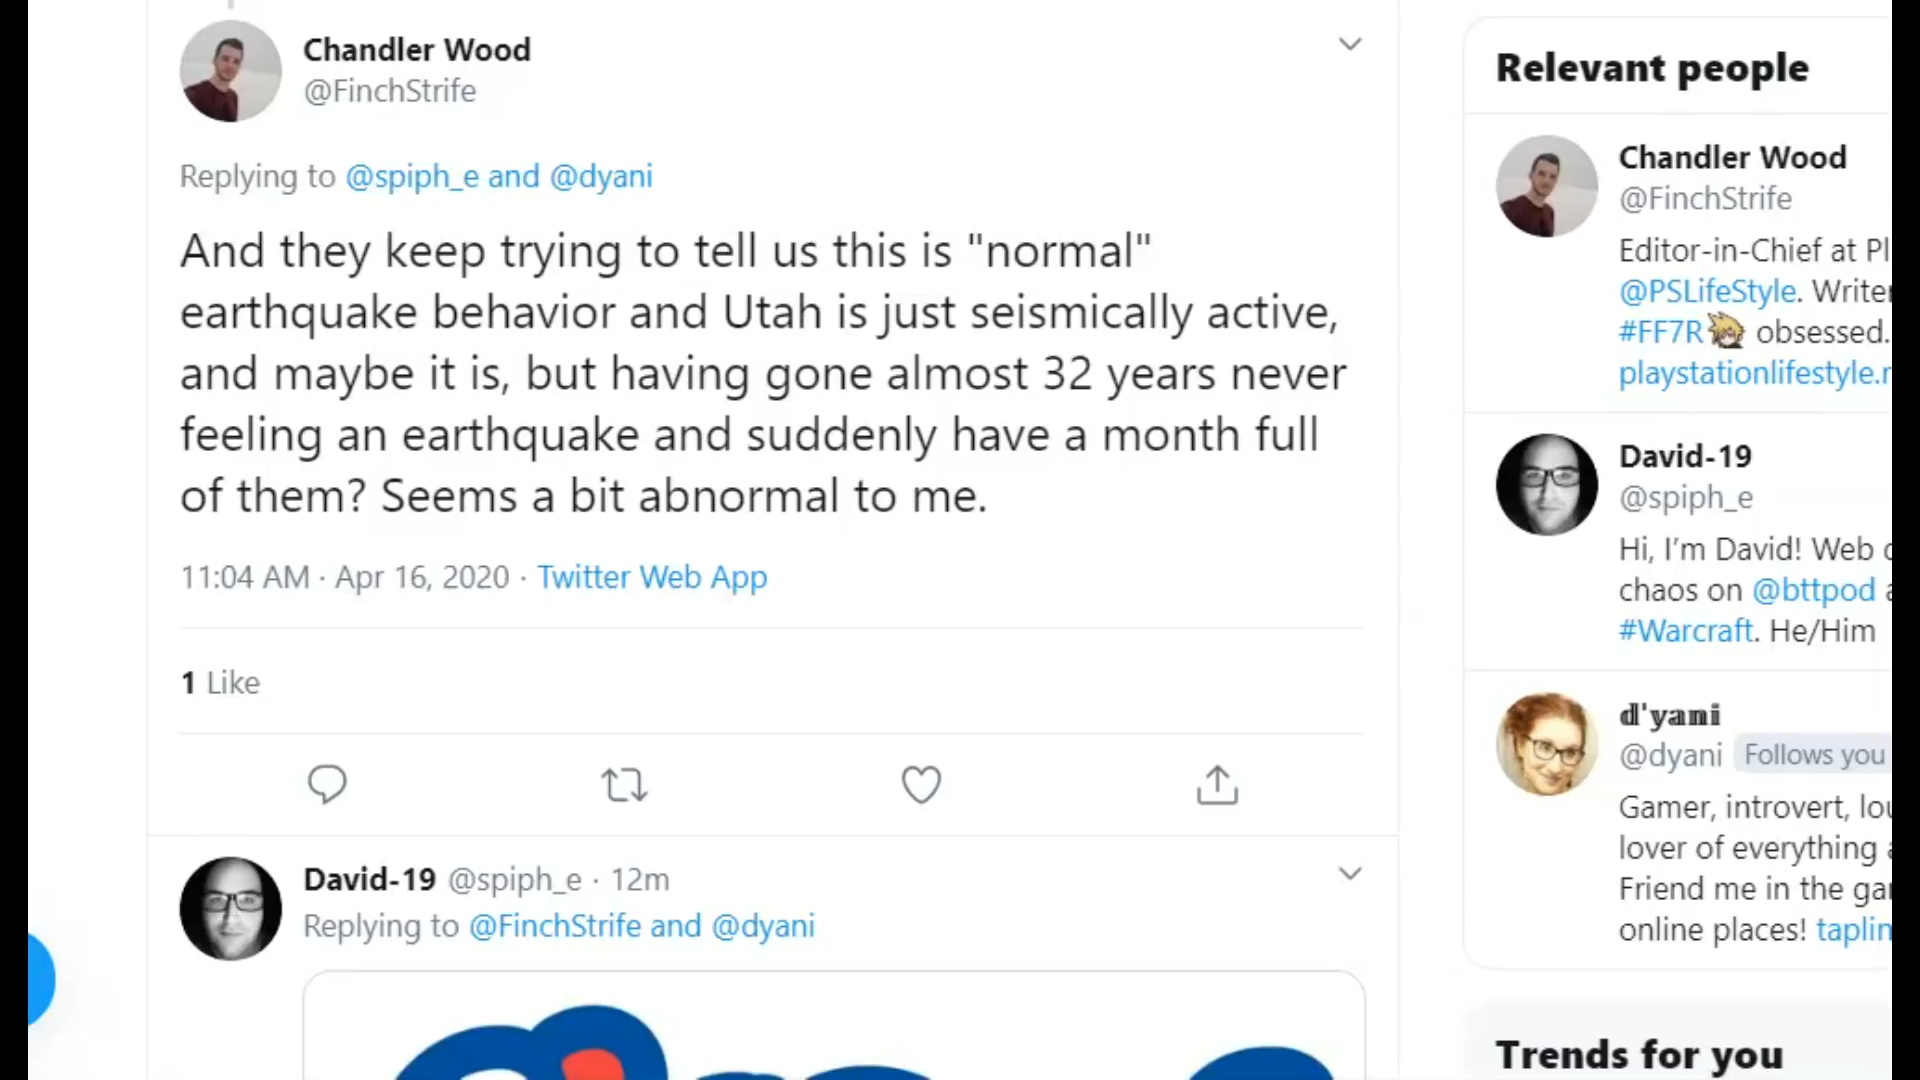 Chandler Wood
@FinchStrife
Replying to @spiph_e and @dyani
And they keep trying to tell us this is "normal"
earthquake behavior and Utah is just seismically active,
and maybe it is, but having gone almost 32 years never
feeling an earthquake and suddenly have a month full
of them? Seems a bit abnormal to me.
11:04 AM · Apr 16, 2020 · Twitter Web App
1 Like
David-19 @spiph_e · 12m
Replying to @FinchStrife and @dyani
Relevant people
Chandler Wood
@FinchStrife
Editor-in-Chief at Pl
@PSLifeStyle. Writer
#FF7R obsessed.
playstationlifestyle.n
David-19
@spiph_e
Hi, I'm David! Web
chaos on @bttpod
#Warcraft. He/Him
d'yani
@dyani Follows you
Gamer, introvert, lou
lover of everything
Friend me in the gam
online places! taplin
Trends for you